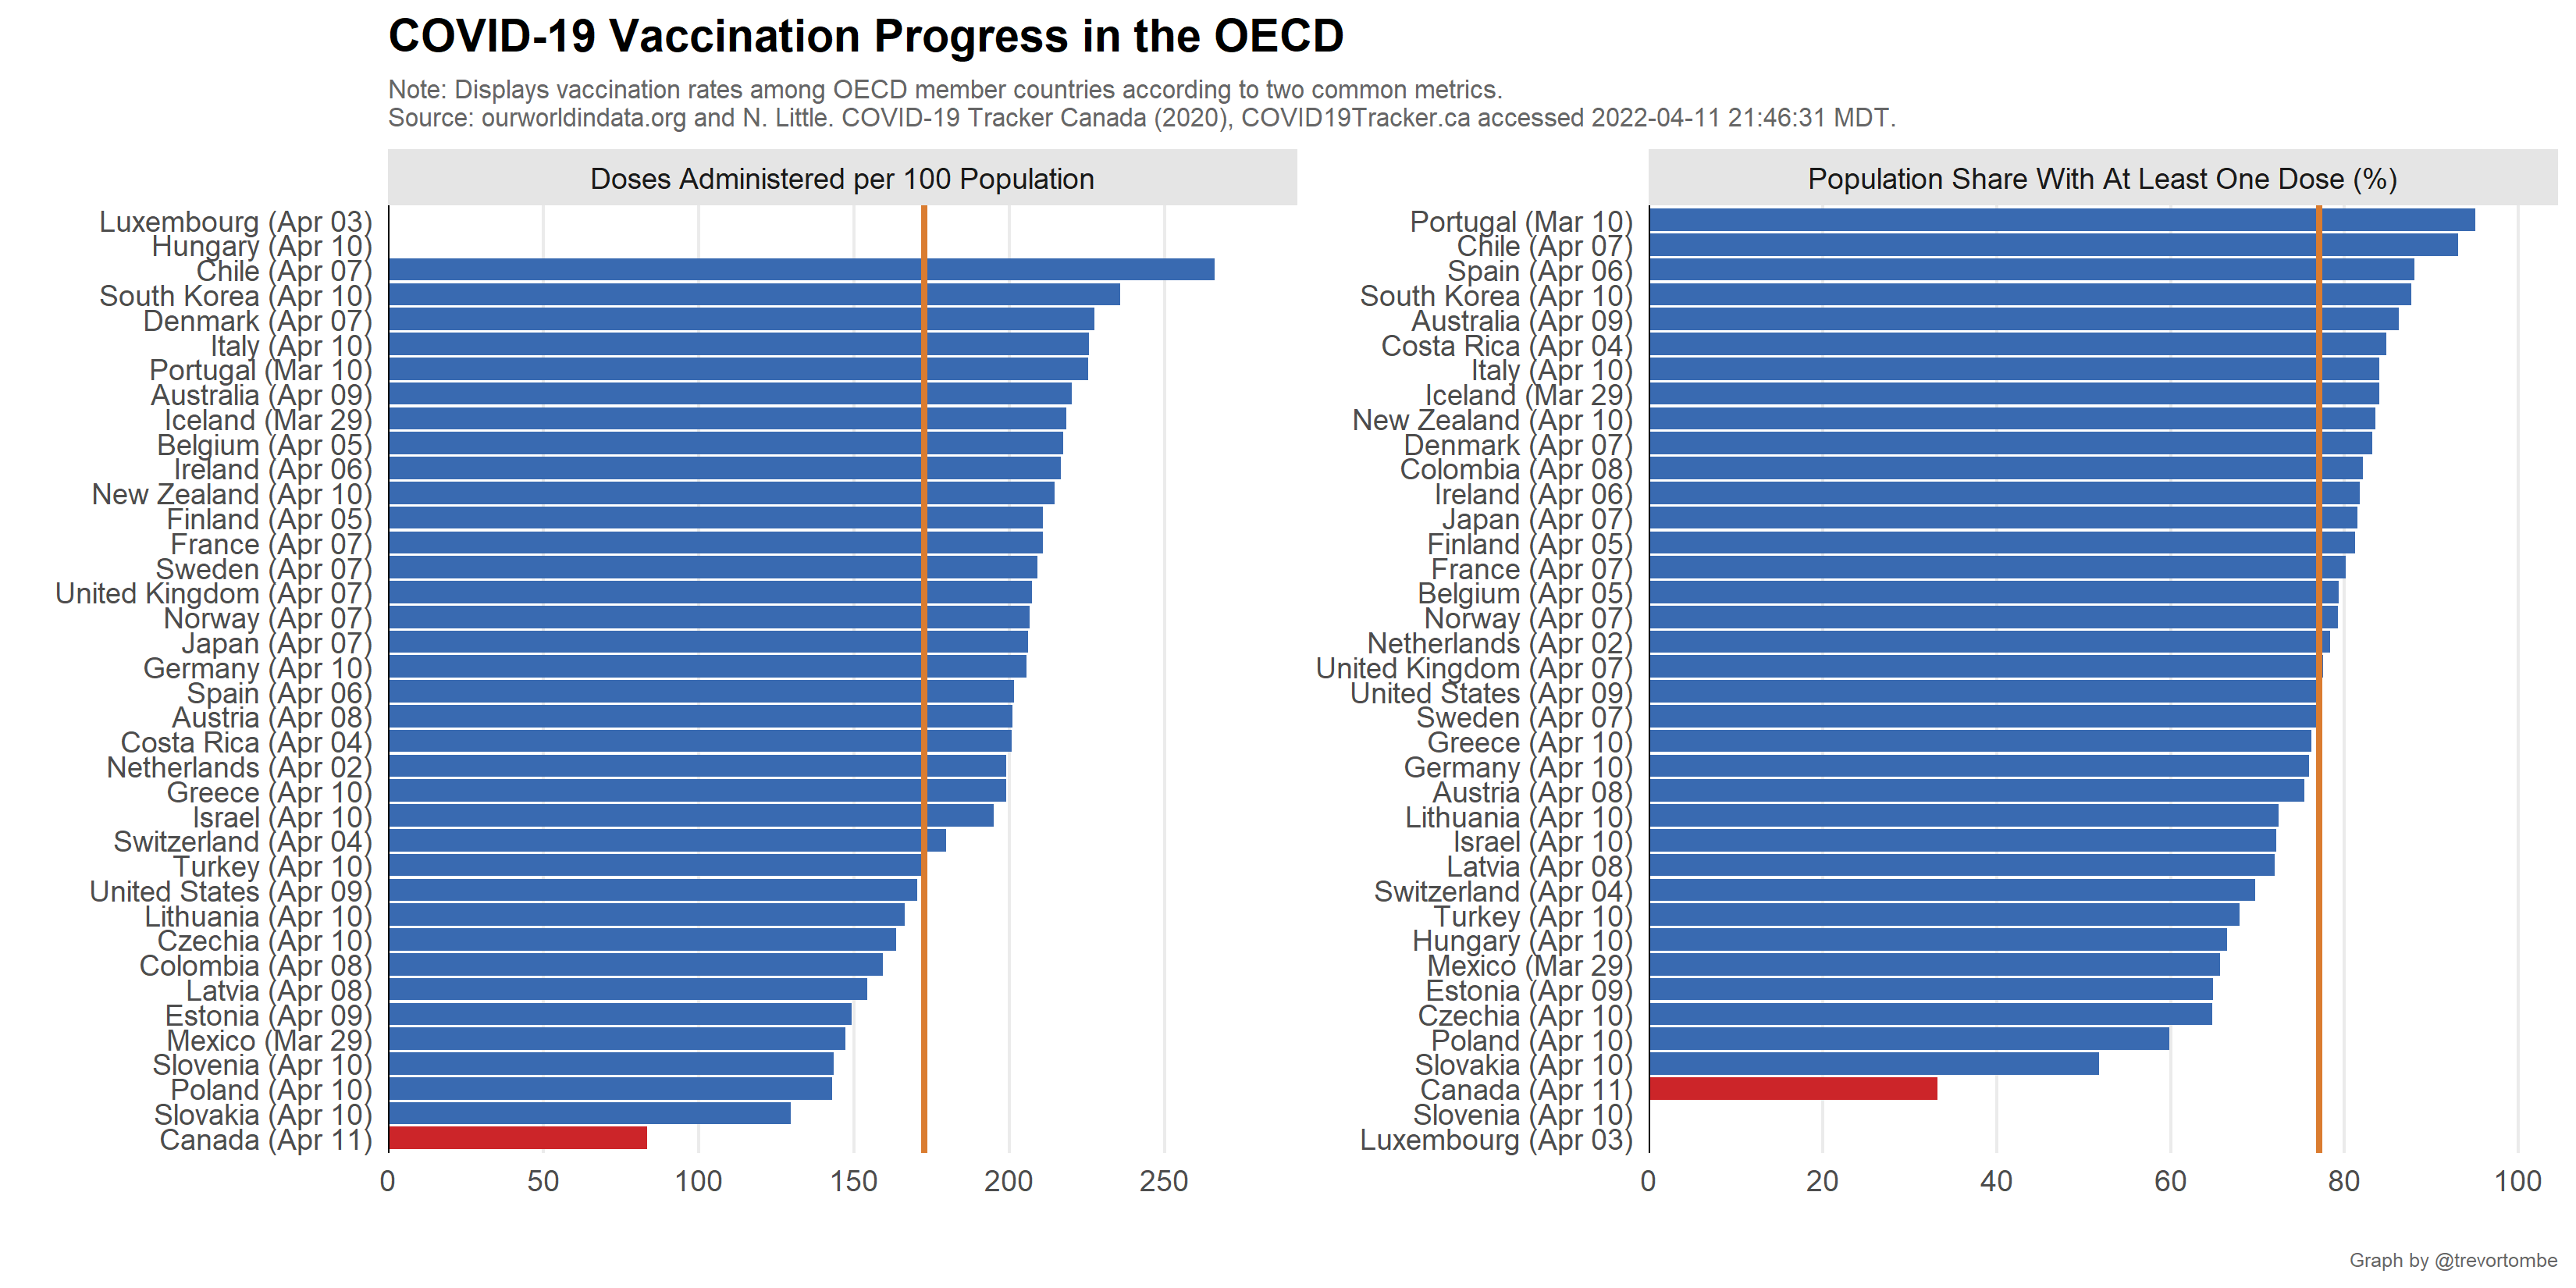 COVID-19 Vaccination Progress in the OECD
Note: Displays vaccination rates among OECD member countries according to two common metrics.
Source: ourworldindata.org and N. Little. COVID-19 Tracker Canada (2020), COVID19Tracker.ca accessed 2022-04-11 21:46:31 MDT.
Doses Administered per 100 Population
Luxembourg (Apr 03)
Hungary (Apr 10)
Chile (Apr 07)
South Korea (Apr 10)
Denmark (Apr 07)
Italy (Apr 10)
Portugal (Mar 10)
Australia (Apr 09)
Iceland (Mar 29)
Belgium (Apr 05)
Ireland (Apr 06)
New Zealand (Apr 10)
Finland (Apr 05)
France (Apr 07)
Sweden (Apr 07)
United Kingdom (Apr 07)
Norway (Apr 07)
Japan (Apr 07)
Germany (Apr 10)
Spain (Apr 06)
Austria (Apr 08)
Costa Rica (Apr 04)
Netherlands (Apr 02)
Greece (Apr 10)
Israel (Apr 10)
Switzerland (Apr 04)
Turkey (Apr 10)
United States (Apr 09)
Lithuania (Apr 10)
Czechia (Apr 10)
Colombia (Apr 08)
Latvia (Apr 08)
Estonia (Apr 09)
Mexico (Mar 29)
Slovenia (Apr 10)
Poland (Apr 10)
Slovakia (Apr 10)
Canada (Apr 11)
0 50 100 150 200 250
Population Share With At Least One Dose (%)
Portugal (Mar 10)
Chile (Apr 07)
Spain (Apr 06)
South Korea (Apr 10)
Australia (Apr 09)
Costa Rica (Apr 04)
Italy (Apr 10)
Iceland (Mar 29)
New Zealand (Apr 10)
Denmark (Apr 07)
Colombia (Apr 08)
Ireland (Apr 06)
Japan (Apr 07)
Finland (Apr 05)
France (Apr 07)
Belgium (Apr 05)
Norway (Apr 07)
Netherlands (Apr 02)
United Kingdom (Apr 07)
United States (Apr 09)
Sweden (Apr 07)
Greece (Apr 10)
Germany (Apr 10)
Austria (Apr 08)
Lithuania (Apr 10)
Israel (Apr 10)
Latvia (Apr 08)
Switzerland (Apr 04)
Turkey (Apr 10)
Hungary (Apr 10)
Mexico (Mar 29)
Estonia (Apr 09)
Czechia (Apr 10)
Poland (Apr 10)
Slovakia (Apr 10)
Canada (Apr 11)
Slovenia (Apr 10)
Luxembourg (Apr 03)
0 20 40 60 80 100
Graph by @trevortombe